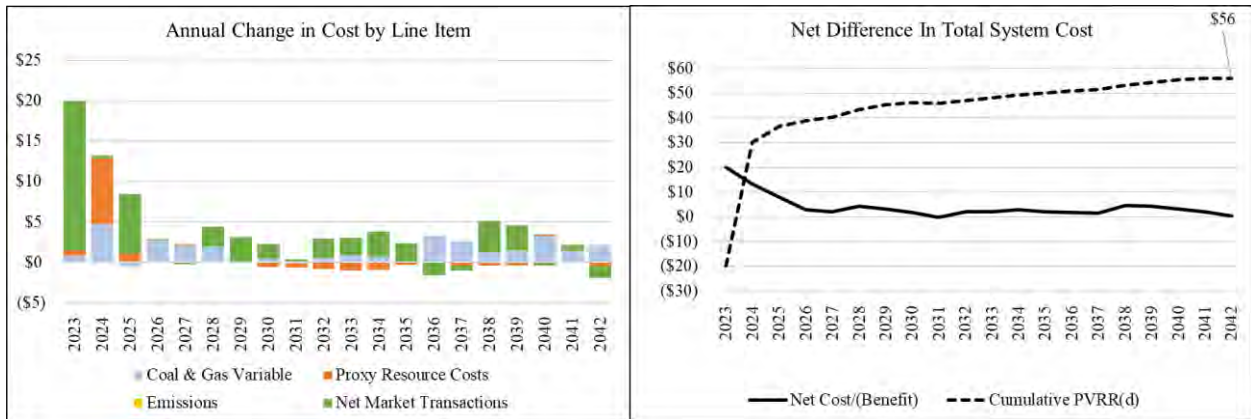 Annual Change in Cost by Line Item
$25
$20
$15
$10
$5
$0
($5)
2023 2024 2025 2026 2027 2028 2029 2030 2031 2032 2033 2034 2035 2036 2037 2038 2039 2040 2041 2042
Coal & Gas Variable Proxy Resource Costs
Emissions Net Market Transactions
Net Difference In Total System Cost
$56
$60
$50
$40
$30
$20
$10
$0
($10)
($20)
($30)
2023 2024 2025 2026 2027 2028 2029 2030 2031 2032 2033 2034 2035 2036 2037 2038 2039 2040 2041 2042
Net Cost/(Benefit) Cumulative PVRR(d)